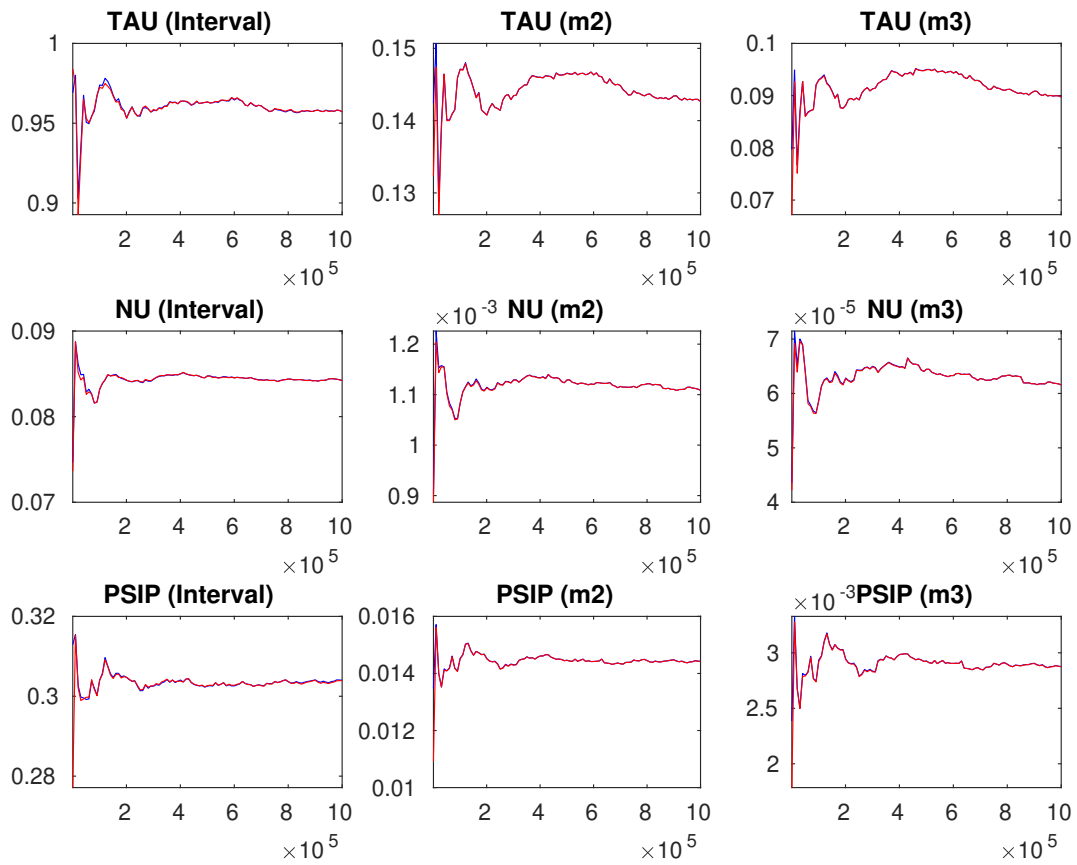 TAU (Interval) TAU (m2) TAU (m3)
1 0.15 0.1
0.95 0.14 0.09
0.9 0.13 0.08
0.07
2 4 6 8 10 2 4 6 8 10 2 4 6 8 10
×10 5 ×10 5 ×10 5
NU (Interval) ×10 -3 NU (m2) ×10 -5 NU (m3)
0.09 1.2 7
0.08 1.1 6
0.07 1 5
0.9 4
2 4 6 8 10 2 4 6 8 10 2 4 6 8 10
×10 5 ×10 5 ×10 5
PSIP (Interval) PSIP (m2) ×10 -3 PSIP (m3)
0.32 0.016 3
0.3 0.014 2.5
0.28 0.012 2
0.01
2 4 6 8 10 2 4 6 8 10 2 4 6 8 10
×10 5 ×10 5 ×10 5